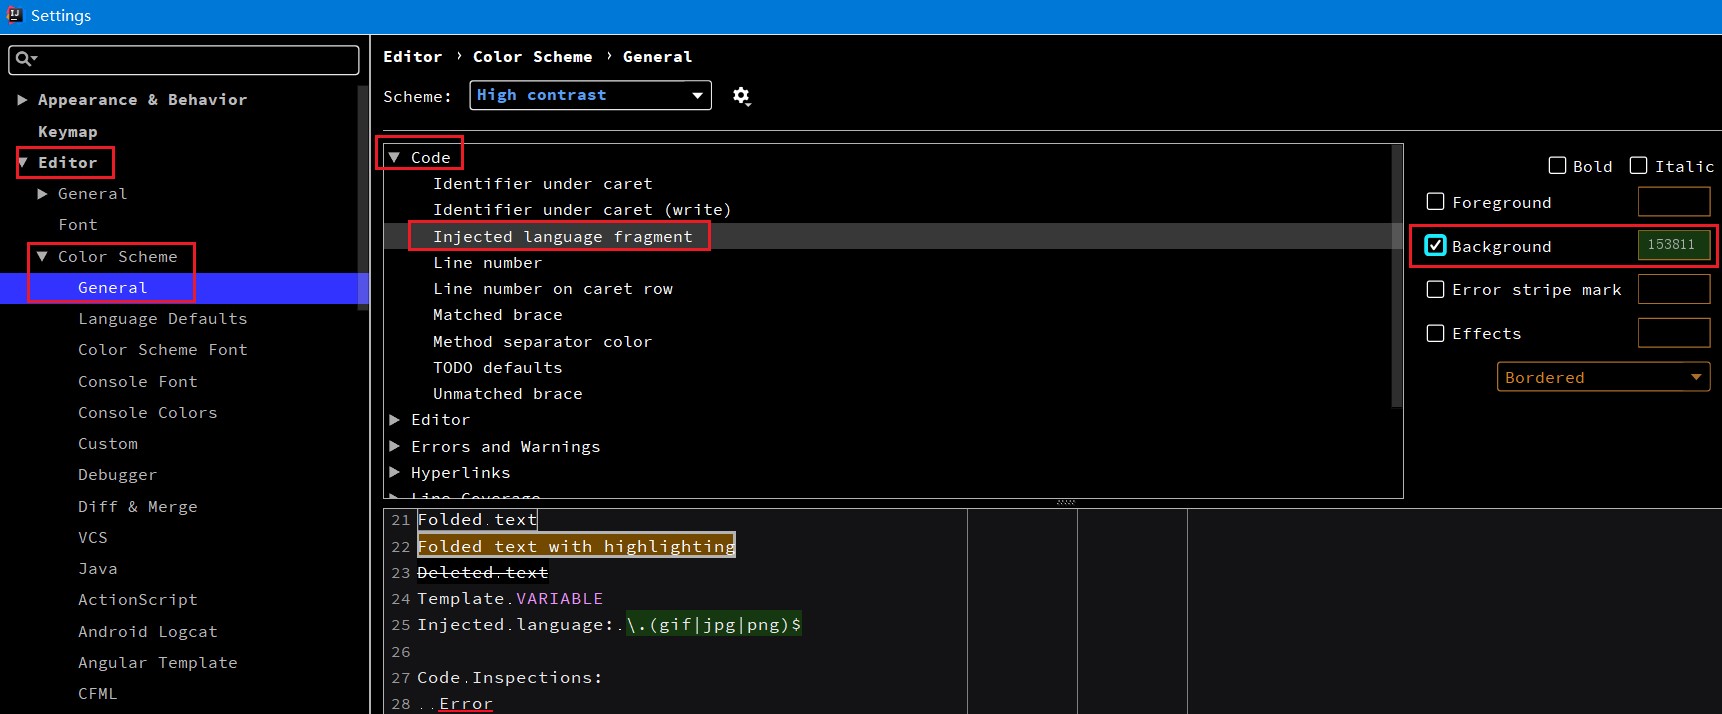 Settings
Appearance & Behavior
Keymap
Editor
General
Font
Color Scheme
General
Language Defaults
Color Scheme Font
Console Font
Console Colors
Custom
Debugger
Diff & Merge
VCS
Java
ActionScript
Android Logcat
Angular Template
CFML
Editor › Color Scheme › General
Scheme: High contrast
Code
Identifier under caret
Identifier under caret (write)
Injected language fragment
Line number
Line number on caret row
Matched brace
Method separator color
TODO defaults
Unmatched brace
Editor
Errors and Warnings
Hyperlinks
Line Coverage
Bold Italic
Foreground
Background 153811
Error stripe mark
Effects
Bordered
21 Folded.text
22 Folded text with highlighting
23 Deleted.text
24 Template.VARIABLE
25 Injected.language:.\.(gif|jpg|png)$
26
27 Code.Inspections:
28 ..Error